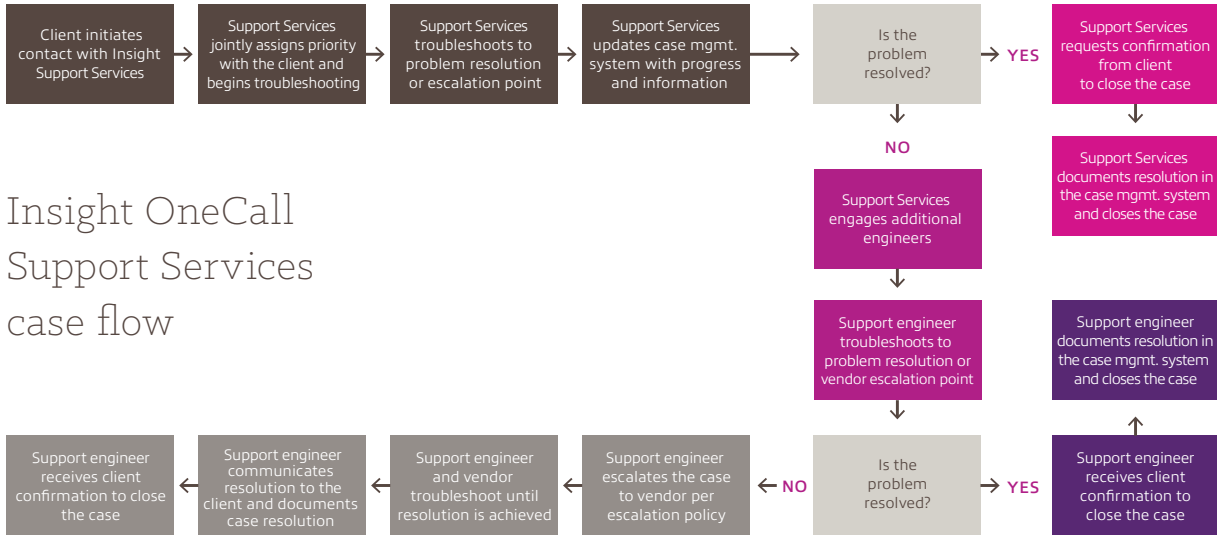 Client initiates
contact with Insight
Support Services
Support Services
jointly assigns priority
with the client and
begins troubleshooting
Support Services
troubleshoots to
problem resolution
or escalation point
Support Services
updates case mgmt.
system with progress
and information
Is the
problem
resolved?
YES
Support Services
requests confirmation
from client
to close the case
NO
Support Services
documents resolution in
the case mgmt. system
and closes the case
Insight OneCall
Support Services
case flow
Support Services
engages additional
engineers
Support engineer
troubleshoots to
problem resolution or
vendor escalation point
Support engineer
documents resolution in
the case mgmt. system
and closes the case
Support engineer
receives client
confirmation to close
the case
Support engineer
communicates
resolution to the
client and documents
case resolution
Support engineer
and vendor
troubleshoot until
resolution is achieved
Support engineer
escalates the case
to vendor per
escalation policy
NO
Is the
problem
resolved?
YES
Support engineer
receives client
confirmation to
close the case